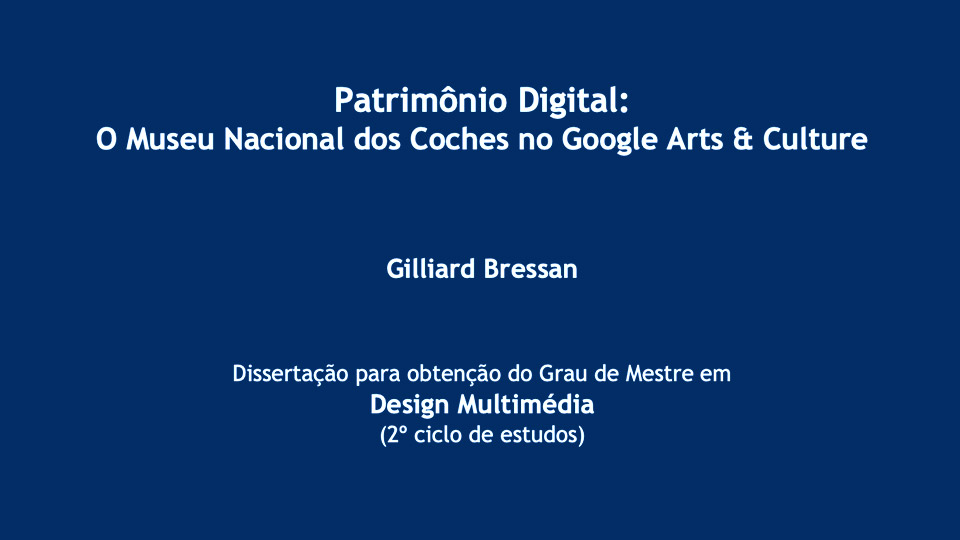 Patrimônio Digital:
O Museu Nacional dos Coches no Google Arts & Culture
Gilliard Bressan
Dissertação para obtenção do Grau de Mestre em
Design Multimédia
(2º ciclo de estudos)